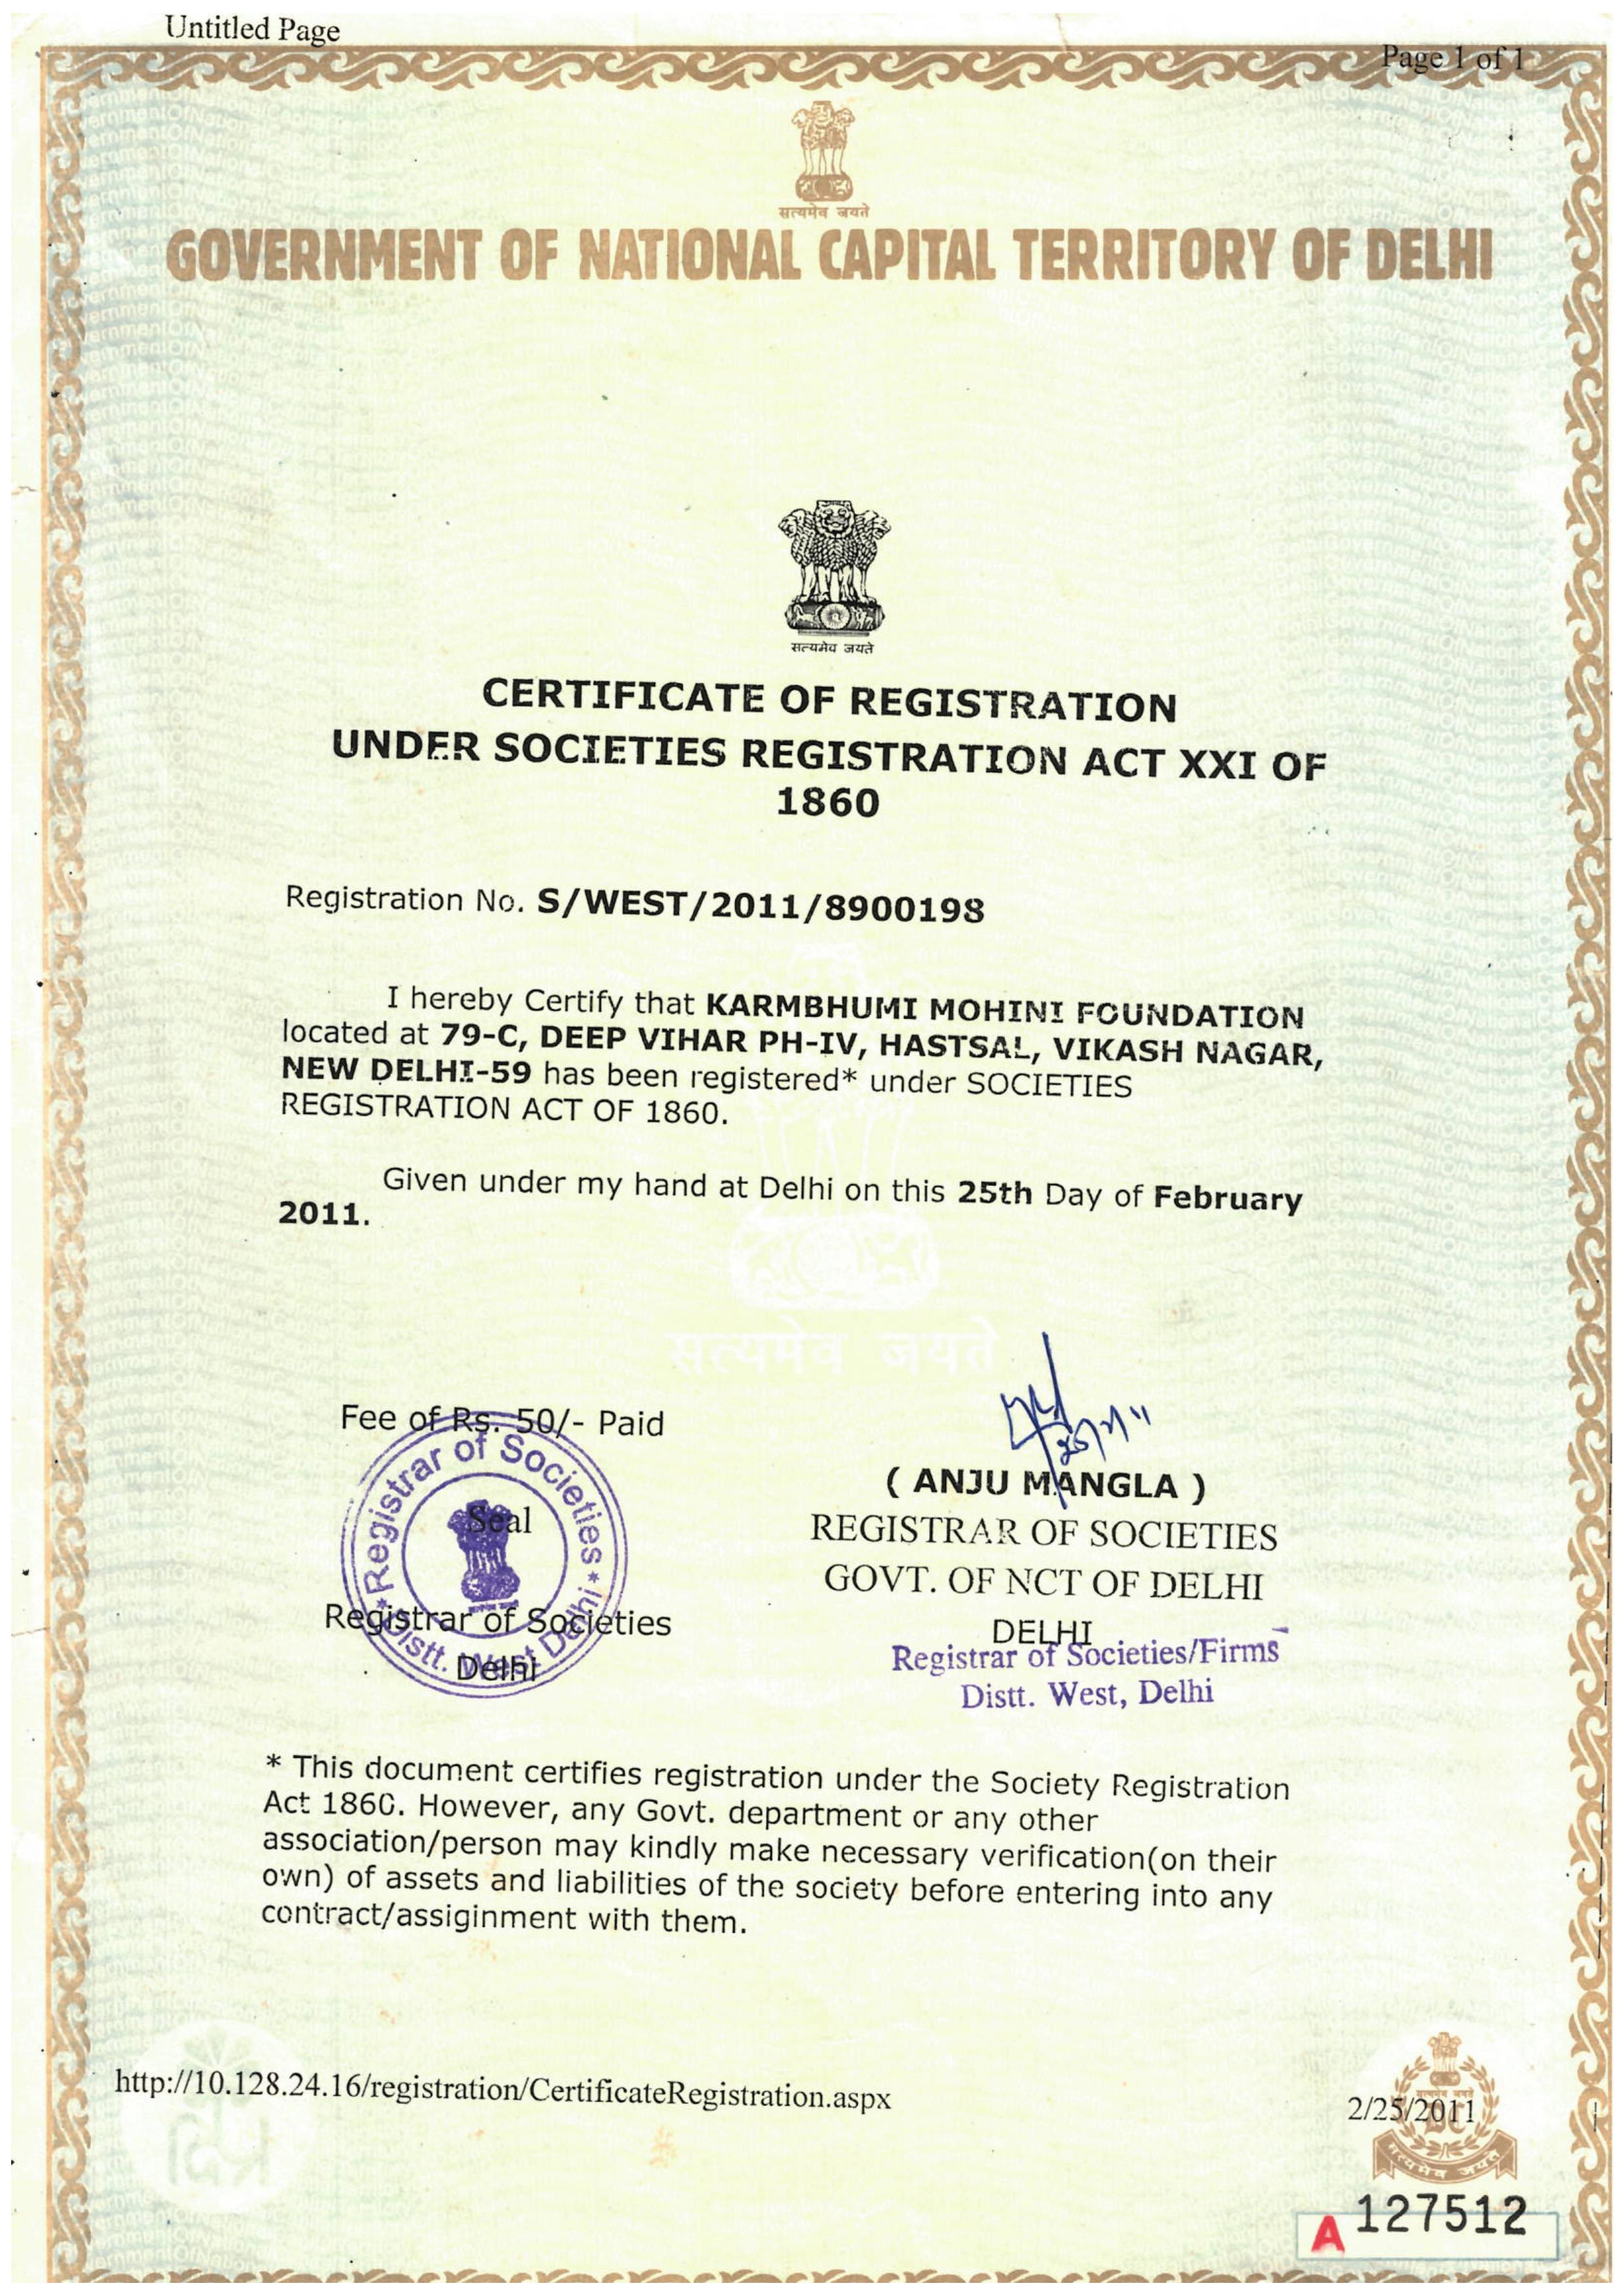 Untitled Page
Page 1 of 1
सत्यमेव जयते
GOVERNMENT OF NATIONAL CAPITAL TERRITORY OF DELHI
सत्यमेव जयते
CERTIFICATE OF REGISTRATION
UNDER SOCIETIES REGISTRATION ACT XXI OF
1860
Registration No. S/WEST/2011/8900198
I hereby Certify that KARMBHUMI MOHINI FOUNDATION
located at 79-C, DEEP VIHAR PH-IV, HASTSAL, VIKASH NAGAR,
NEW DELHI-59 has been registered* under SOCIETIES
REGISTRATION ACT OF 1860.
Given under my hand at Delhi on this 25th Day of February
2011.
सत्यमेव जयते
Fee of Rs. 50/- Paid
Registrar of Societies
* Distt. West Delhi *
Seal
Registrar of Societies
Delhi
( ANJU MANGLA )
REGISTRAR OF SOCIETIES
GOVT. OF NCT OF DELHI
DELHI
Registrar of Societies/Firms
Distt. West, Delhi
* This document certifies registration under the Society Registration
Act 1860. However, any Govt. department or any other
association/person may kindly make necessary verification(on their
own) of assets and liabilities of the society before entering into any
contract/assiginment with them.
http://10.128.24.16/registration/CertificateRegistration.aspx
2/25/2011
सत्यमेव जयते
A 127512